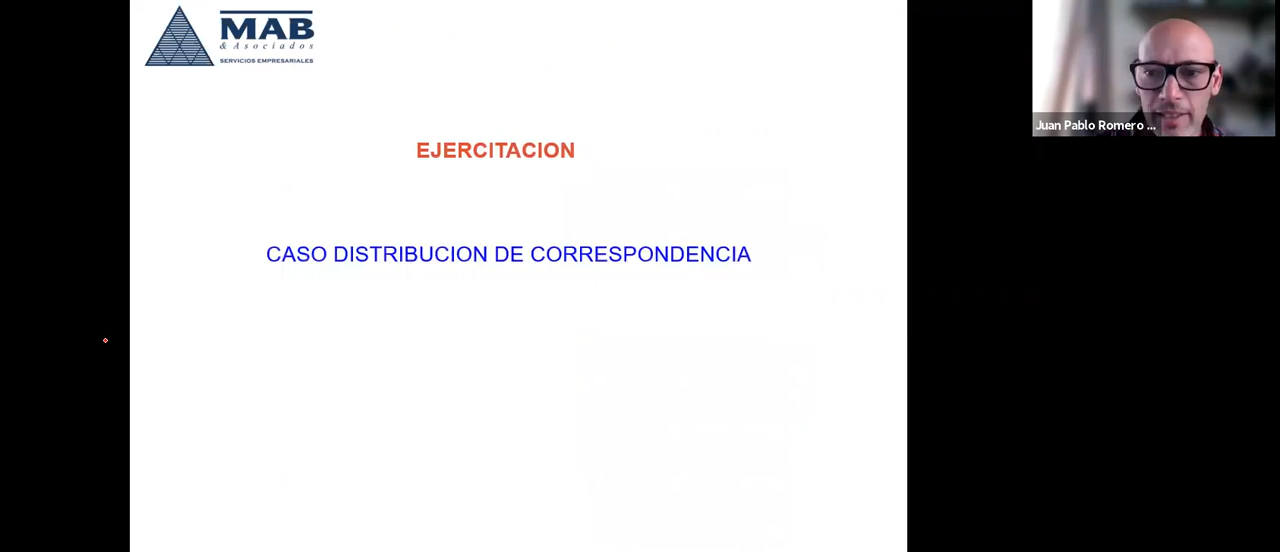 MAB
& Asociados
SERVICIOS EMPRESARIALES
Juan Pablo Romero ...
EJERCITACION
CASO DISTRIBUCION DE CORRESPONDENCIA